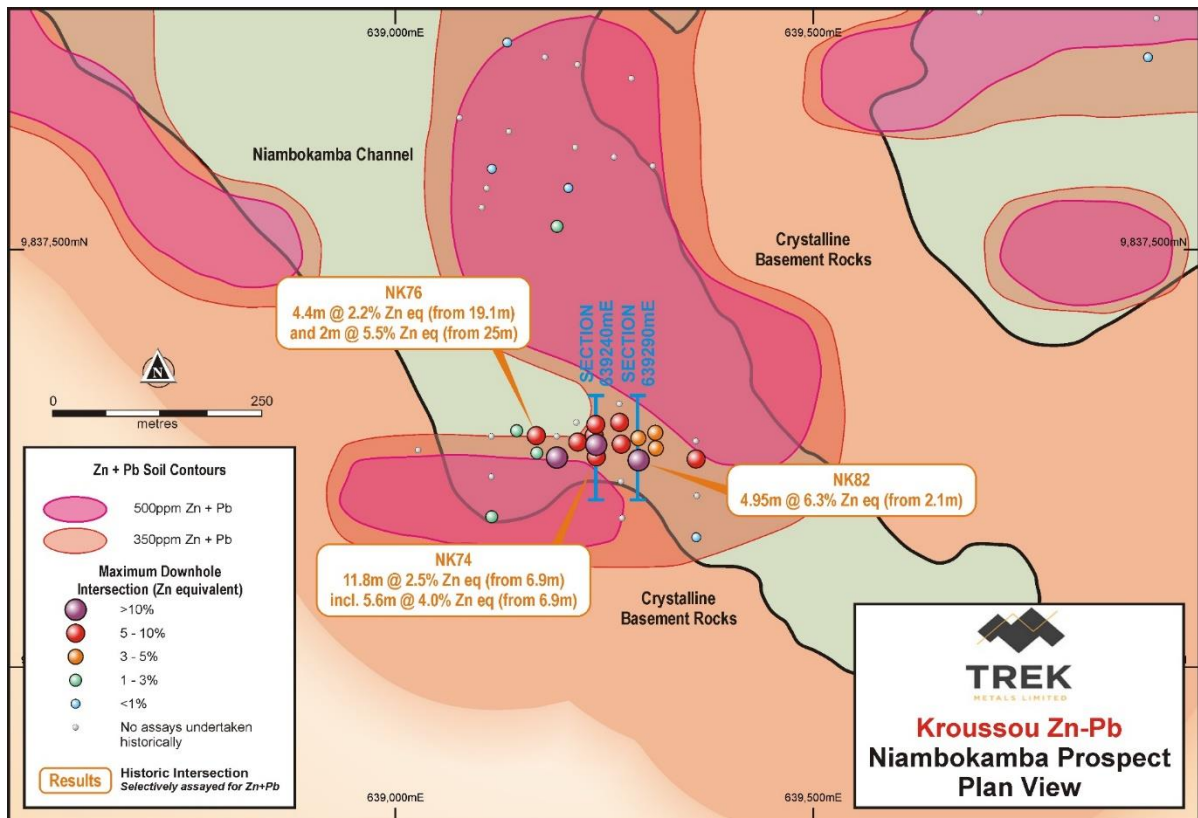 639,000mE
639,500mE
Niambokamba Channel
Crystalline
Basement Rocks
9,837,500mN
9,837,500mN
NK76
4.4m @ 2.2% Zn eq (from 19.1m)
and 2m @ 5.5% Zn eq (from 25m)
SECTION
639240mE
SECTION
639290mE
N
0
250
metres
NK82
4.95m @ 6.3% Zn eq (from 2.1m)
NK74
11.8m @ 2.5% Zn eq (from 6.9m)
incl. 5.6m @ 4.0% Zn eq (from 6.9m)
Crystalline
Basement Rocks
Zn + Pb Soil Contours
500ppm Zn + Pb
350ppm Zn + Pb
Maximum Downhole
Intersection (Zn equivalent)
>10%
5 - 10%
3 - 5%
1 - 3%
<1%
No assays undertaken
historically
Results
Historic Intersection
Selectively assayed for Zn+Pb
TREK
METALS LIMITED
Kroussou Zn-Pb
Niambokamba Prospect
Plan View
639,000mE
639,500mE